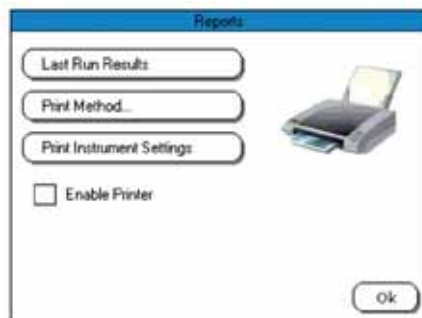 Reports
Last Run Results
Print Method...
Print Instrument Settings
Enable Printer
Ok